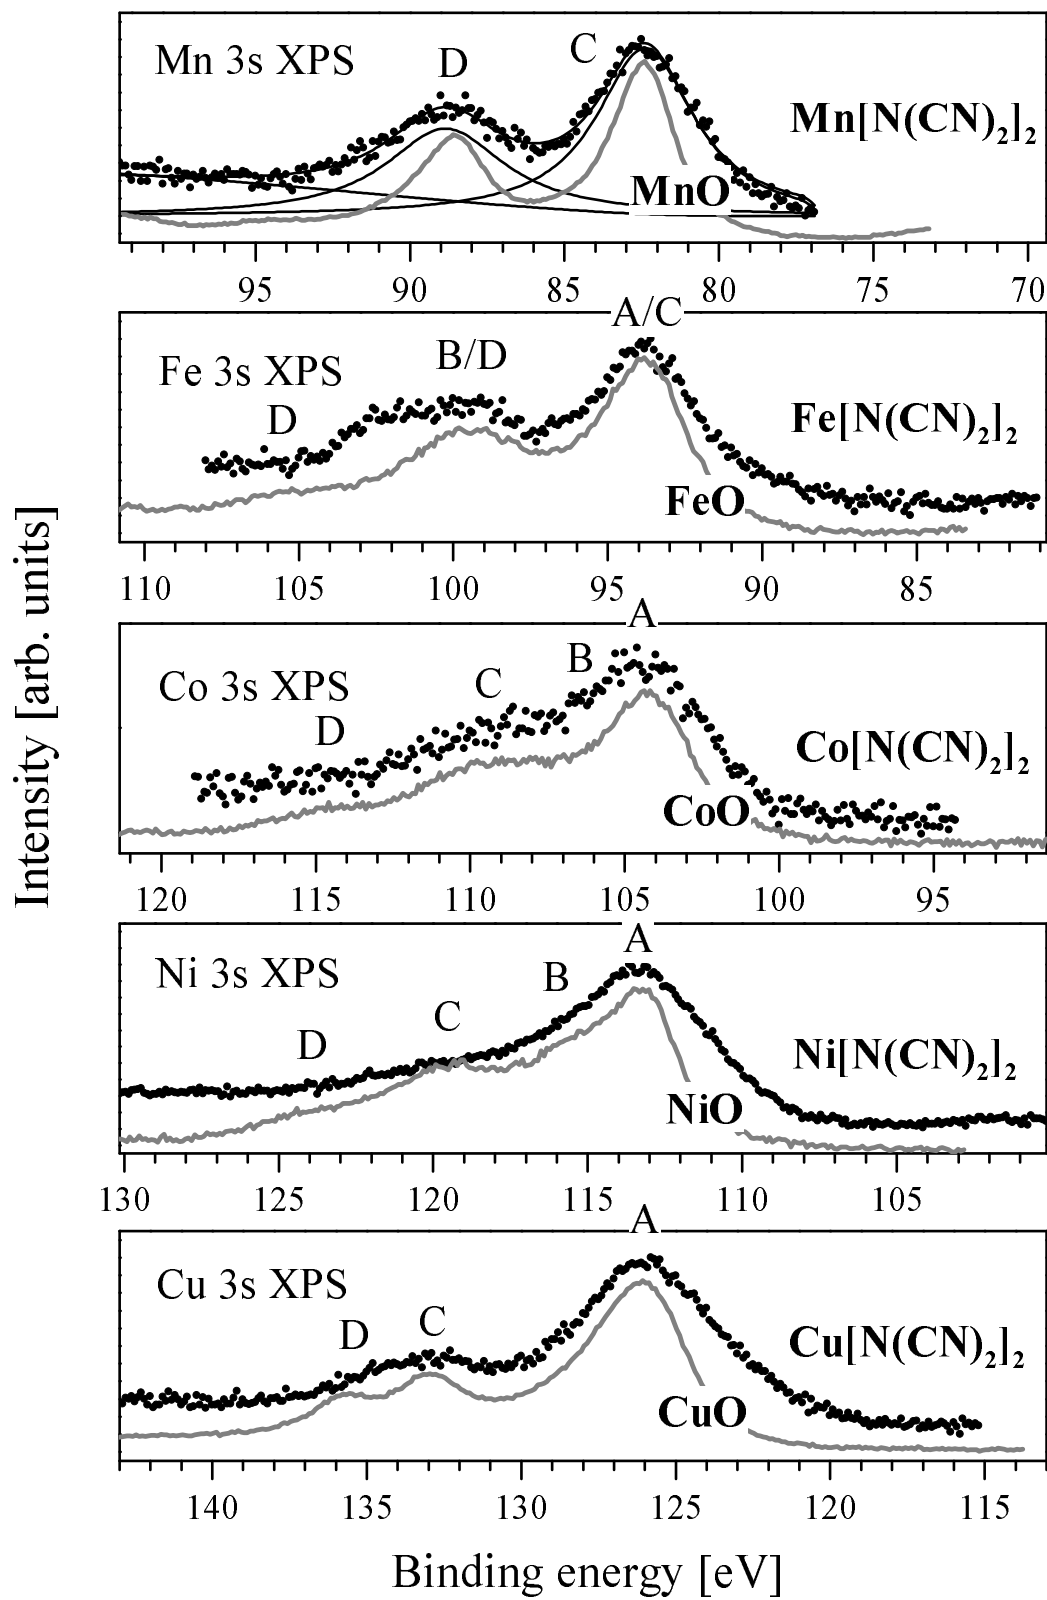 Mn 3s XPS
D
C
Mn[N(CN)₂]₂
MnO
95 90 85 80 75 70
A/C
Fe 3s XPS
B/D
D
Fe[N(CN)₂]₂
FeO
110 105 100 95 90 85
A
Co 3s XPS
B
C
D
Co[N(CN)₂]₂
CoO
120 115 110 105 100 95
A
Ni 3s XPS
B
C
D
Ni[N(CN)₂]₂
NiO
130 125 120 115 110 105
A
Cu 3s XPS
D
C
Cu[N(CN)₂]₂
CuO
140 135 130 125 120 115
Binding energy [eV]
Intensity [arb. units]